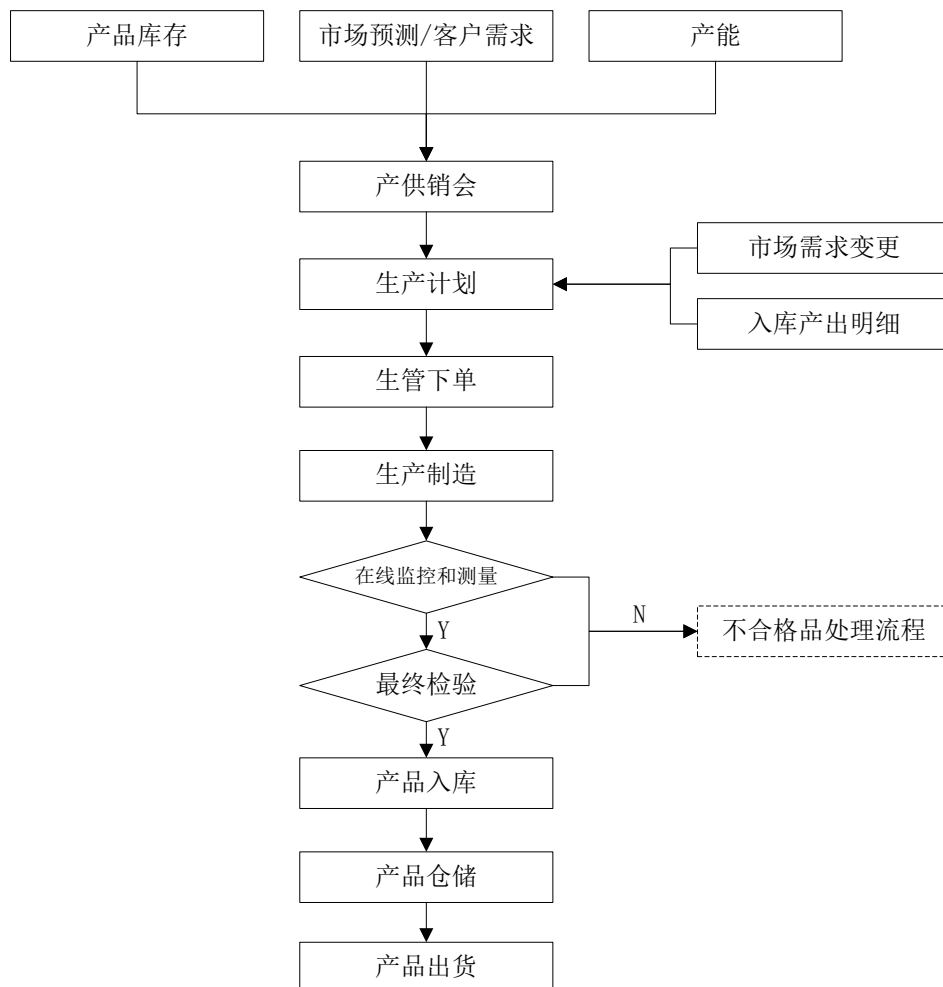 产品库存
市场预测/客户需求
产能
产供销会
市场需求变更
生产计划
入库产出明细
生管下单
生产制造
在线监控和测量
N
不合格品处理流程
Y
最终检验
Y
产品入库
产品仓储
产品出货